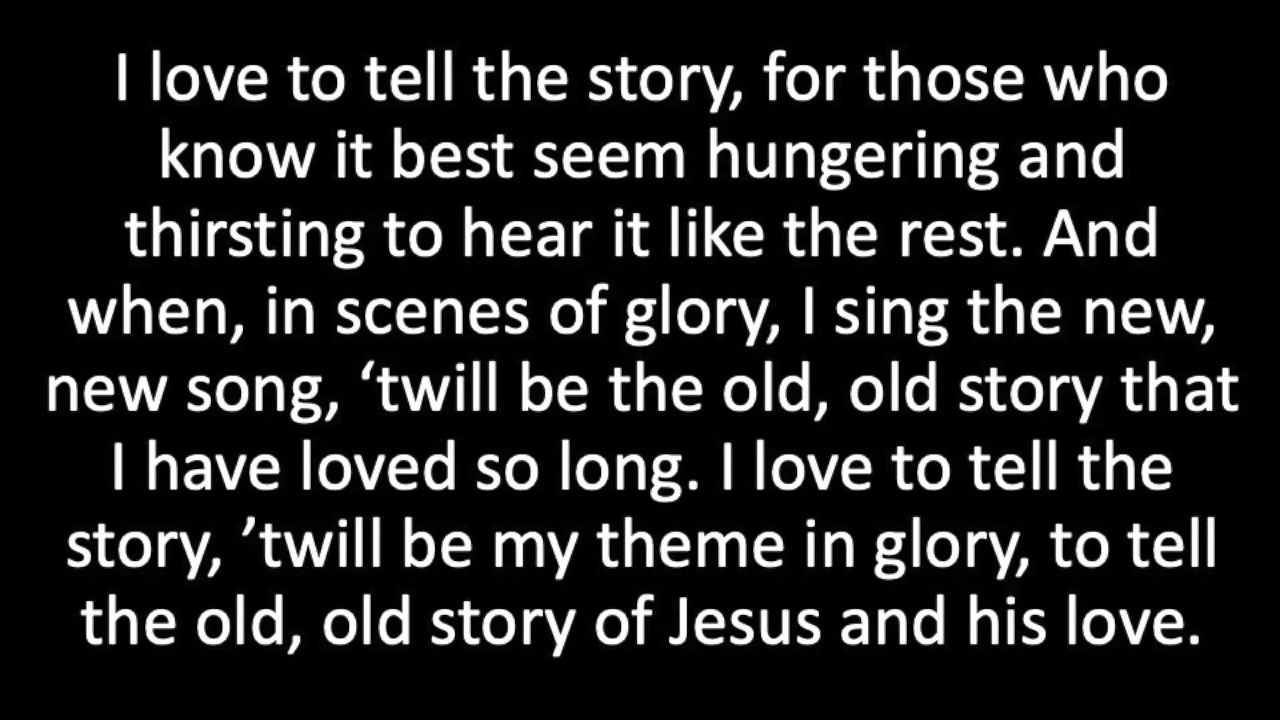 I love to tell the story, for those who
know it best seem hungering and
thirsting to hear it like the rest. And
when, in scenes of glory, I sing the new,
new song, ‘twill be the old, old story that
I have loved so long. I love to tell the
story, ’twill be my theme in glory, to tell
the old, old story of Jesus and his love.